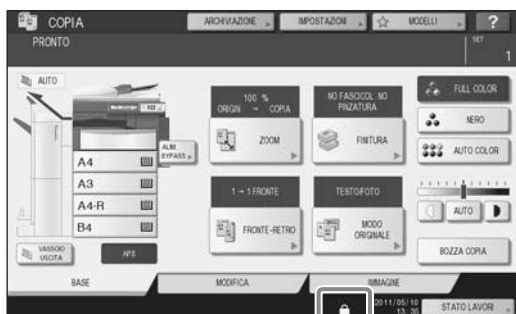 COPIA
ARCHIVIAZIONE
IMPOSTAZIONI
MODELLI
?
PRONTO
SET
1
AUTO
100 %
ORIGIN → COPIA
NO FASCICOL. NO
PINZATURA
FULL COLOR
ZOOM
FINITURA
NERO
ALIM.
BYPASS
AUTO COLOR
A4
A3
A4-R
B4
1 → 1 FRONTE
TESTO/FOTO
FRONTE-RETRO
MODO
ORIGINALE
AUTO
VASSOIO
USCITA
APS
BOZZA COPIA
BASE
MODIFICA
IMMAGINE
2011/05/10
13:36
STATO LAVORI